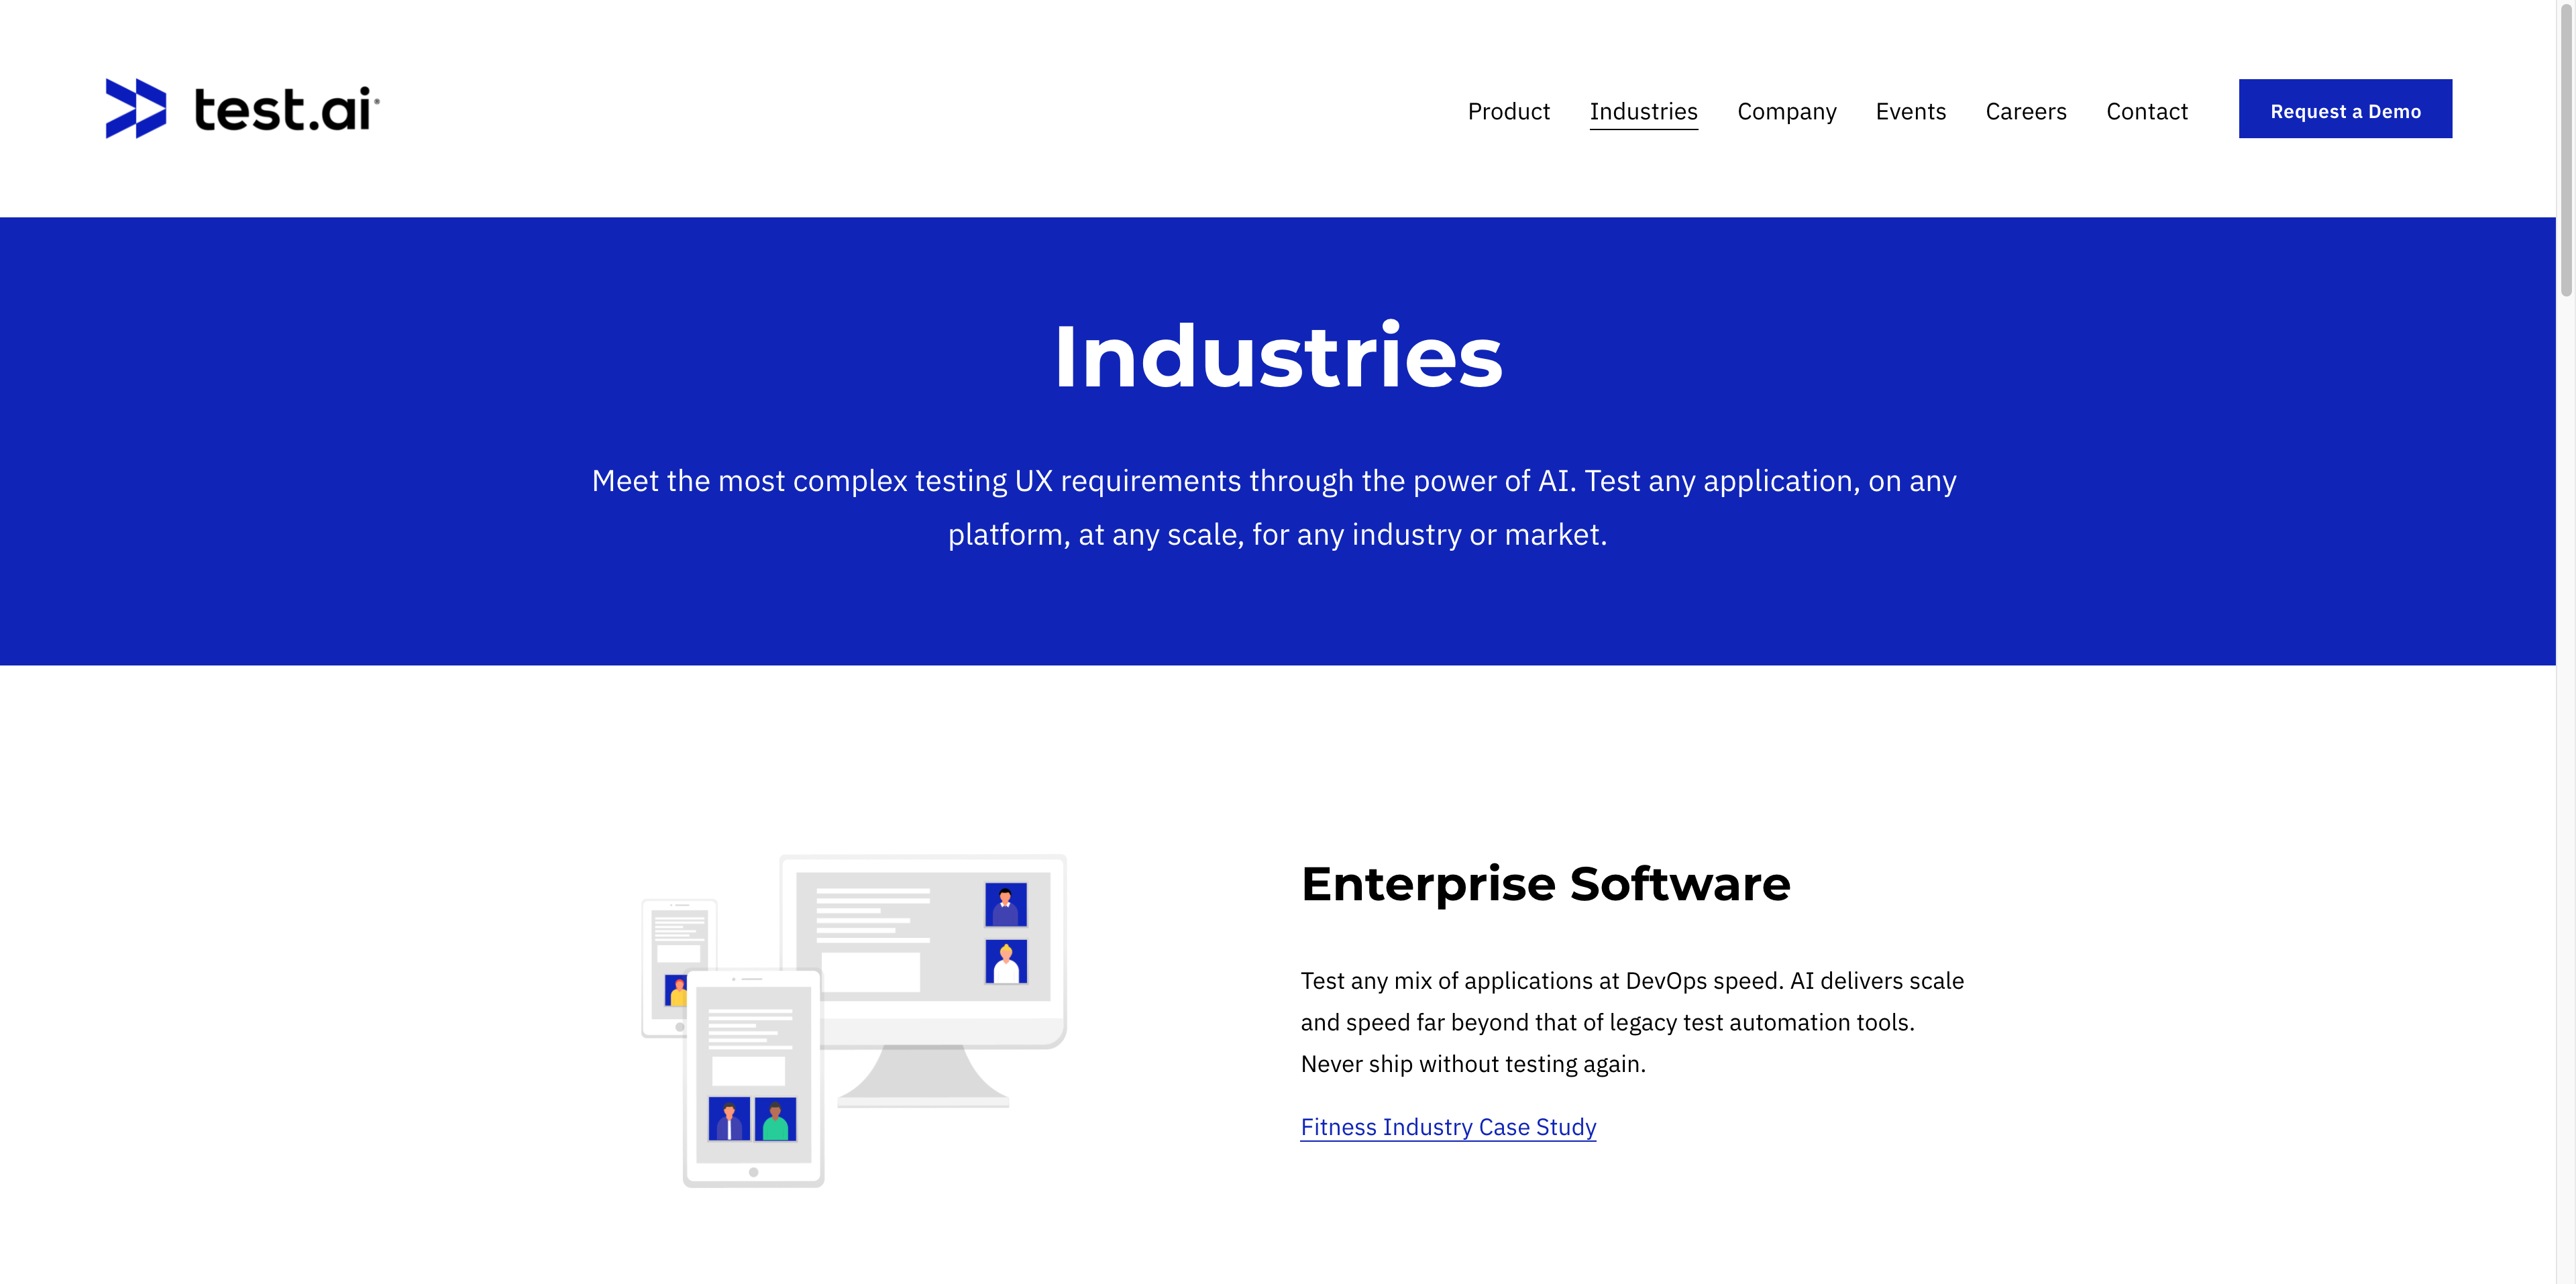 test.ai
Product Industries Company Events Careers Contact Request a Demo
Industries
Meet the most complex testing UX requirements through the power of AI. Test any application, on any
platform, at any scale, for any industry or market.
Enterprise Software
Test any mix of applications at DevOps speed. AI delivers scale
and speed far beyond that of legacy test automation tools.
Never ship without testing again.
Fitness Industry Case Study